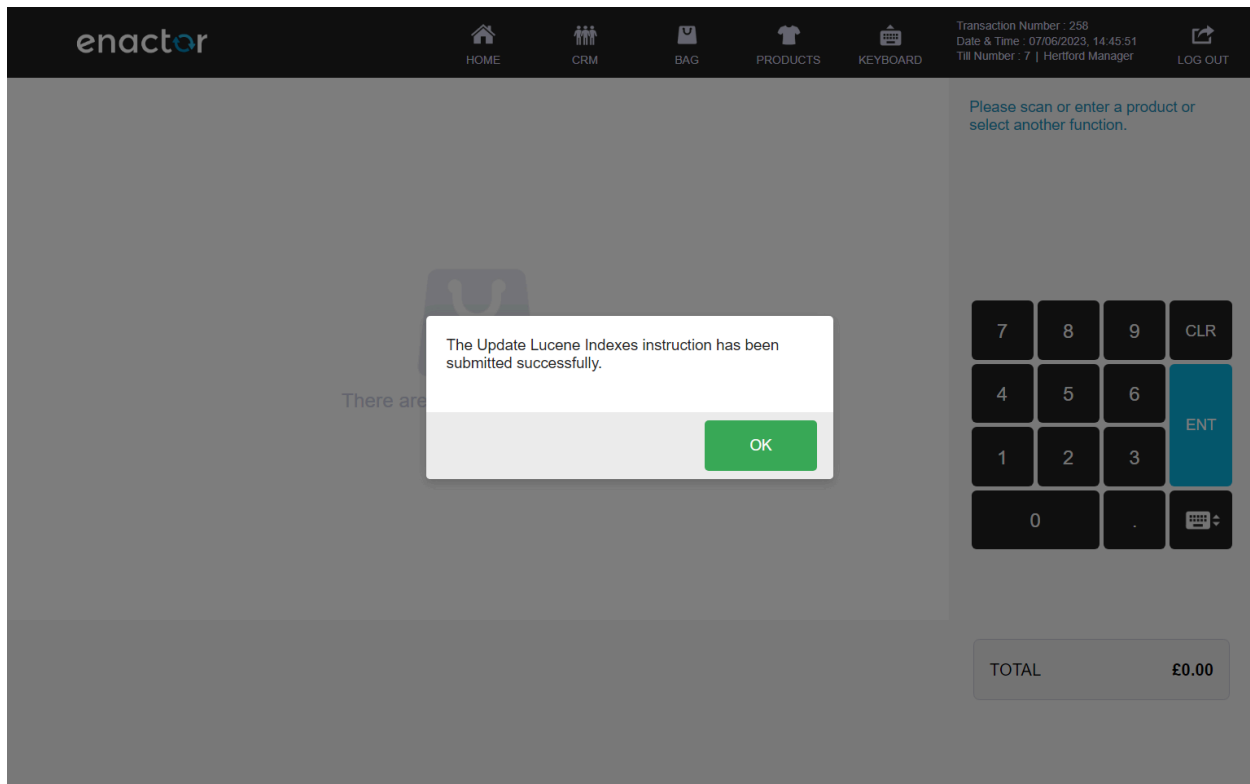 enactor
HOME
CRM
BAG
PRODUCTS
KEYBOARD
Transaction Number : 258
Date & Time : 07/06/2023, 14:45:51
Till Number : 7 | Hertford Manager
LOG OUT
Please scan or enter a product or
select another function.
The Update Lucene Indexes instruction has been
submitted successfully.
There are
OK
7 8 9 CLR
4 5 6
ENT
1 2 3
0 .
TOTAL £0.00